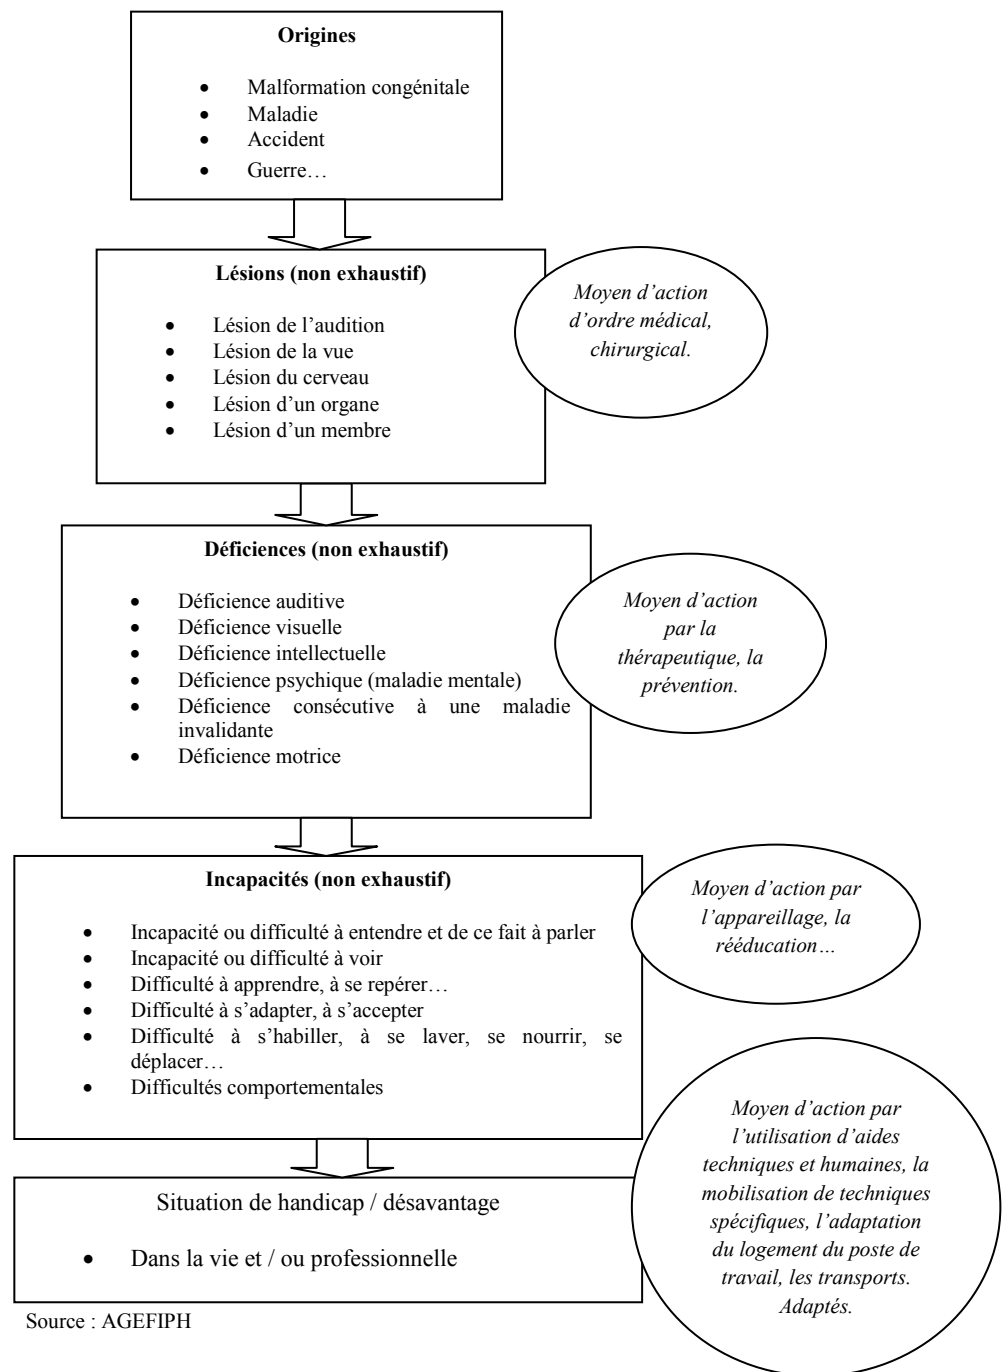 Origines
• Malformation congénitale
• Maladie
• Accident
• Guerre…
Lésions (non exhaustif)
• Lésion de l’audition
• Lésion de la vue
• Lésion du cerveau
• Lésion d’un organe
• Lésion d’un membre
Moyen d’action
d’ordre médical,
chirurgical.
Déficiences (non exhaustif)
• Déficience auditive
• Déficience visuelle
• Déficience intellectuelle
• Déficience psychique (maladie mentale)
• Déficience consécutive à une maladie
invalidante
• Déficience motrice
Moyen d’action
par la
thérapeutique, la
prévention.
Incapacités (non exhaustif)
• Incapacité ou difficulté à entendre et de ce fait à parler
• Incapacité ou difficulté à voir
• Difficulté à apprendre, à se repérer…
• Difficulté à s’adapter, à s’accepter
• Difficulté à s’habiller, à se laver, se nourrir, se
déplacer…
• Difficultés comportementales
Moyen d’action par
l’appareillage, la
rééducation…
Situation de handicap / désavantage
• Dans la vie et / ou professionnelle
Moyen d’action par
l’utilisation d’aides
techniques et humaines, la
mobilisation de techniques
spécifiques, l’adaptation
du logement du poste de
travail, les transports.
Adaptés.
Source : AGEFIPH